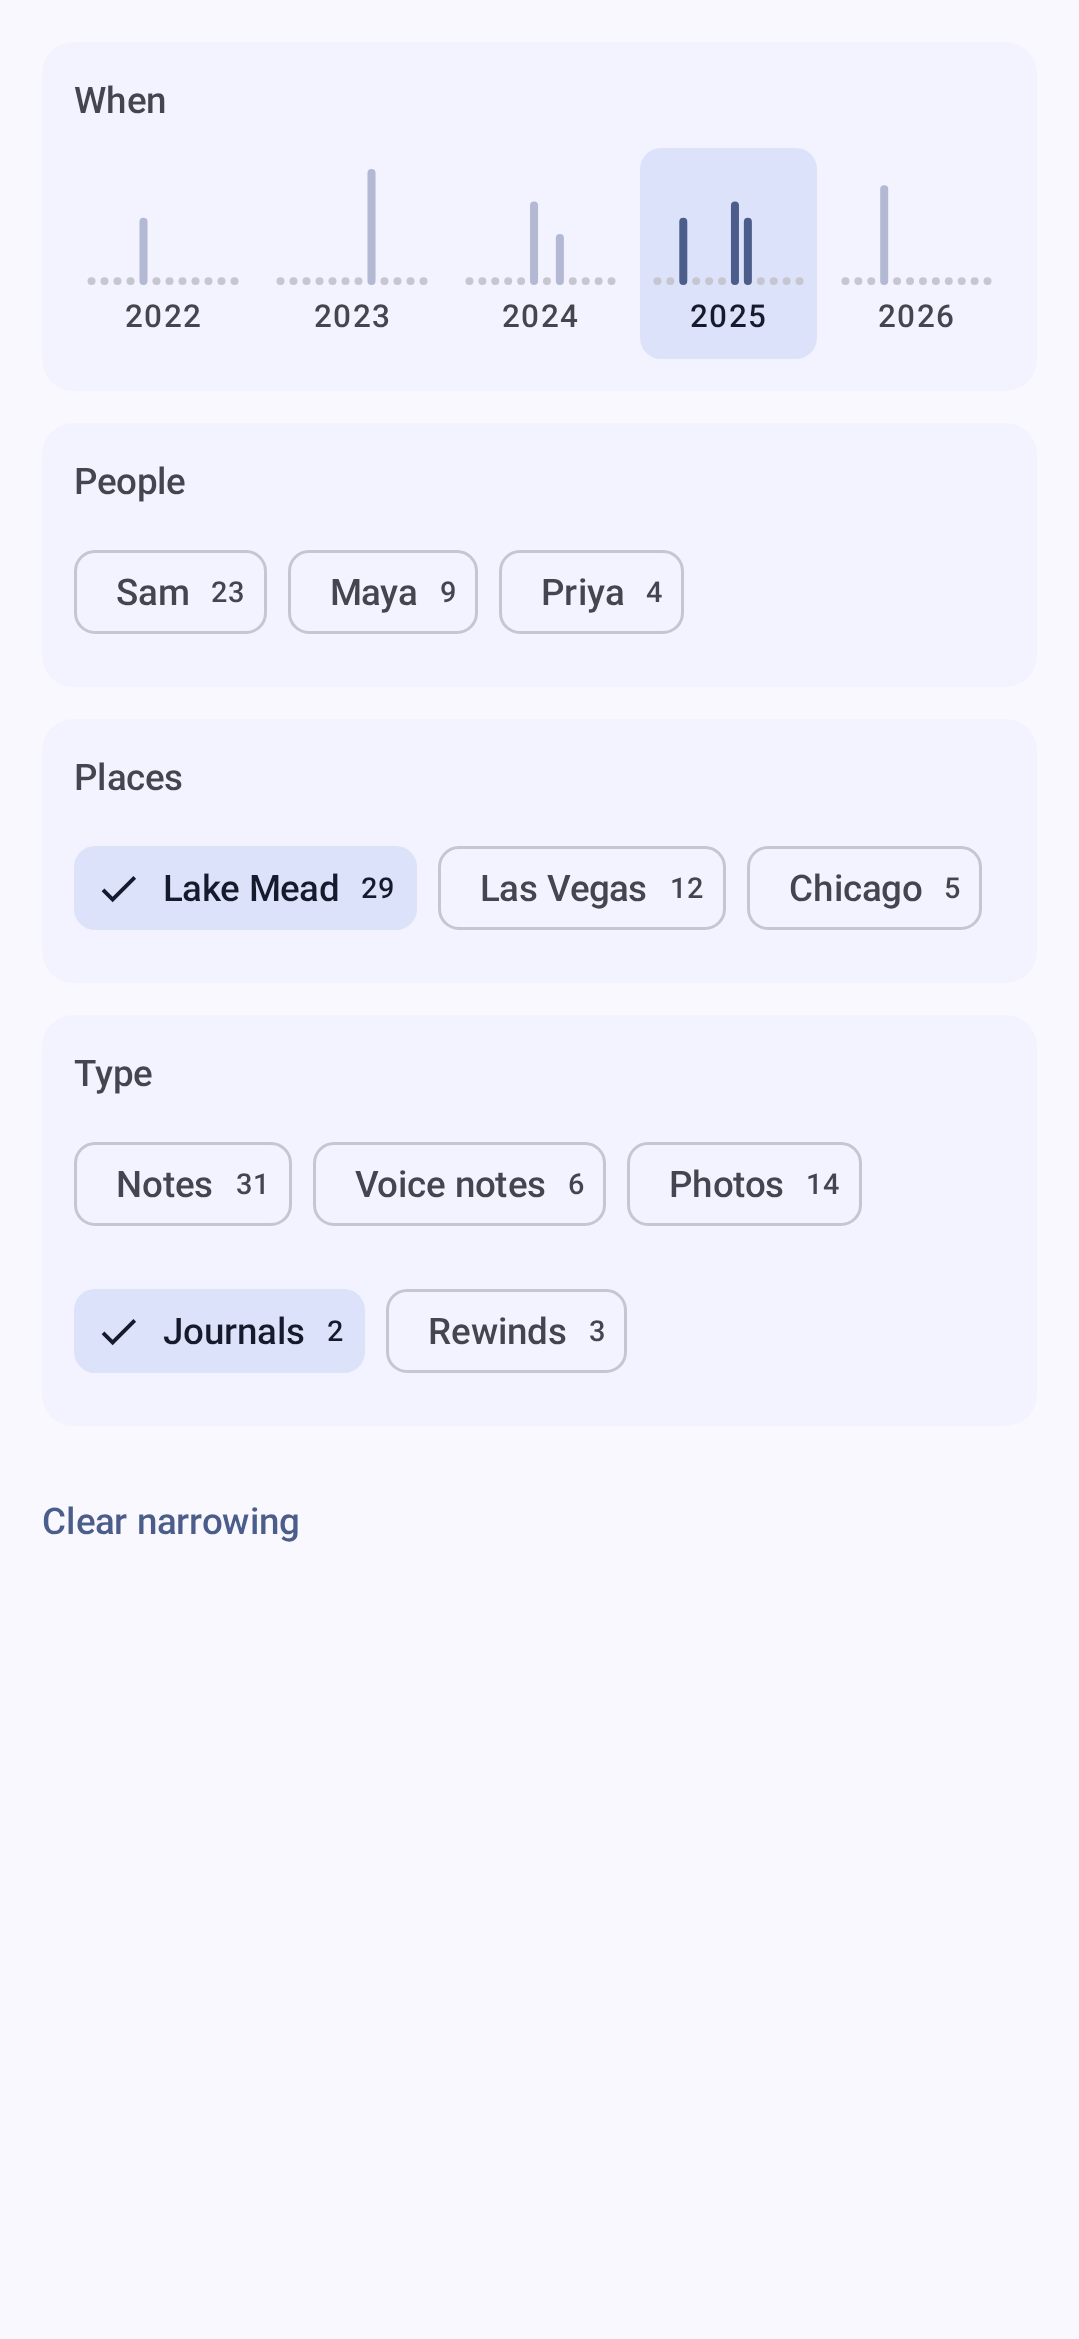 When
2022 2023 2024 2025 2026
People
Sam 23 Maya 9 Priya 4
Places
Lake Mead 29 Las Vegas 12 Chicago 5
Type
Notes 31 Voice notes 6 Photos 14
Journals 2 Rewinds 3
Clear narrowing